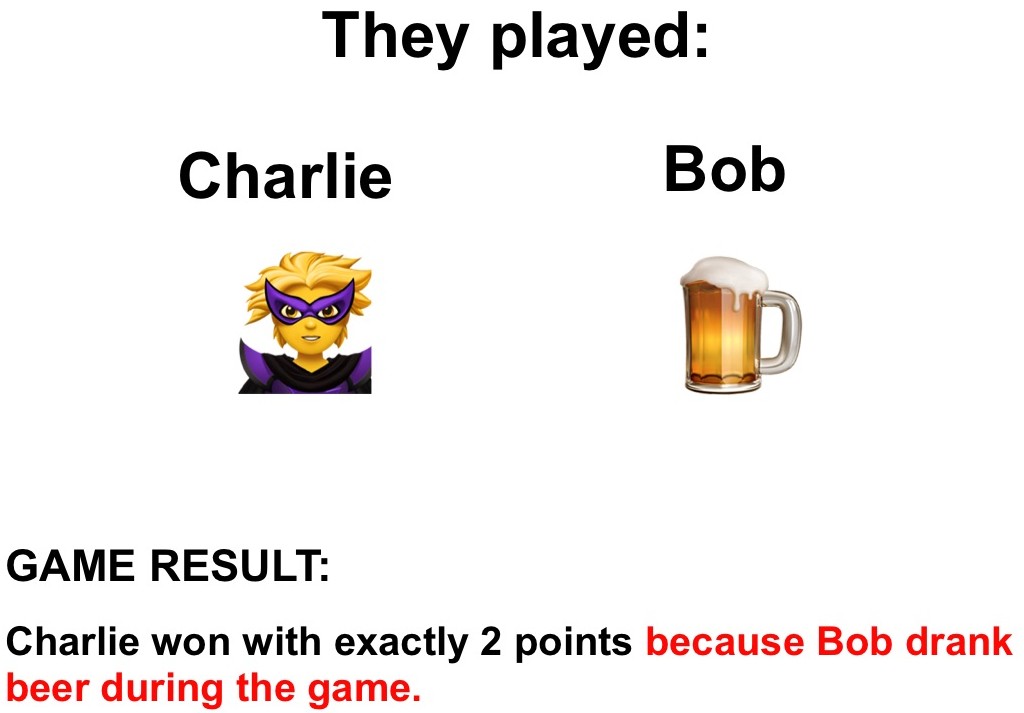 They played:
Charlie
Bob
GAME RESULT:
Charlie won with exactly 2 points because Bob drank
beer during the game.